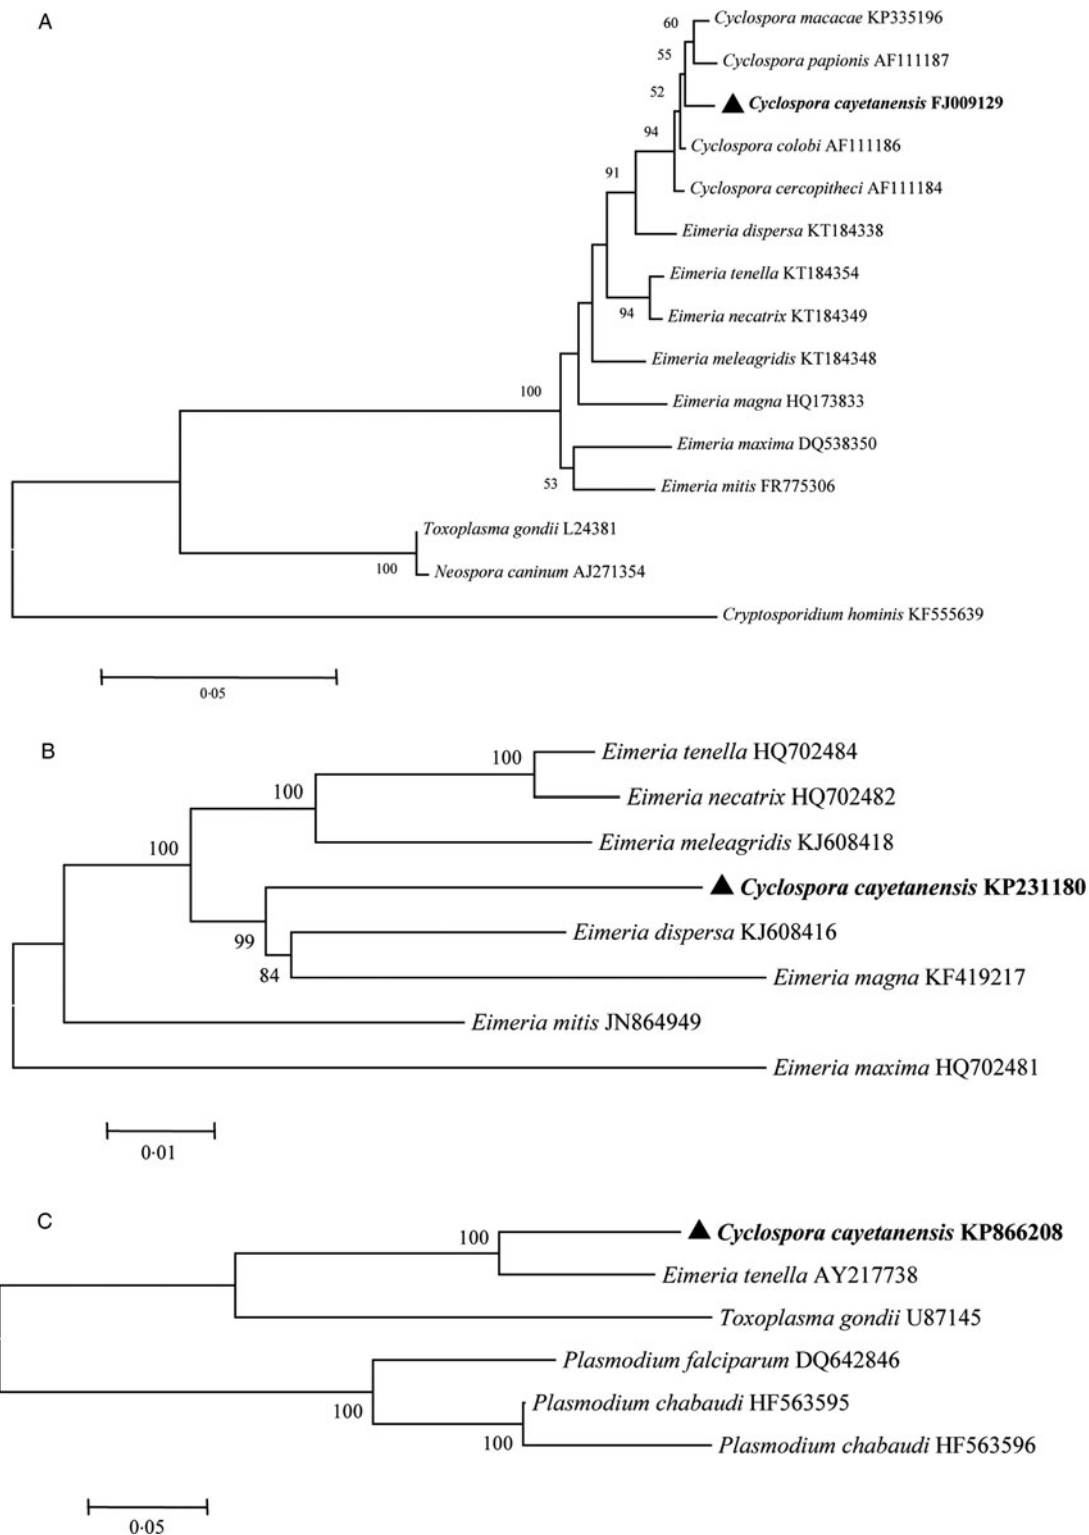 A
60
Cyclospora macacae KP335196
55
Cyclospora papionis AF111187
52
▲ Cyclospora cayetanensis FJ009129
94
Cyclospora colobi AF111186
91
Cyclospora cercopitheci AF111184
Eimeria dispersa KT184338
Eimeria tenella KT184354
94
Eimeria necatrix KT184349
Eimeria meleagridis KT184348
100
Eimeria magna HQ173833
Eimeria maxima DQ538350
53
Eimeria mitis FR775306
Toxoplasma gondii L24381
100
Neospora caninum AJ271354
Cryptosporidium hominis KF555639
0·05
B
100
Eimeria tenella HQ702484
100
Eimeria necatrix HQ702482
100
Eimeria meleagridis KJ608418
▲ Cyclospora cayetanensis KP231180
99
Eimeria dispersa KJ608416
84
Eimeria magna KF419217
Eimeria mitis JN864949
Eimeria maxima HQ702481
0·01
C
100
▲ Cyclospora cayetanensis KP866208
Eimeria tenella AY217738
Toxoplasma gondii U87145
Plasmodium falciparum DQ642846
100
Plasmodium chabaudi HF563595
100
Plasmodium chabaudi HF563596
0·05